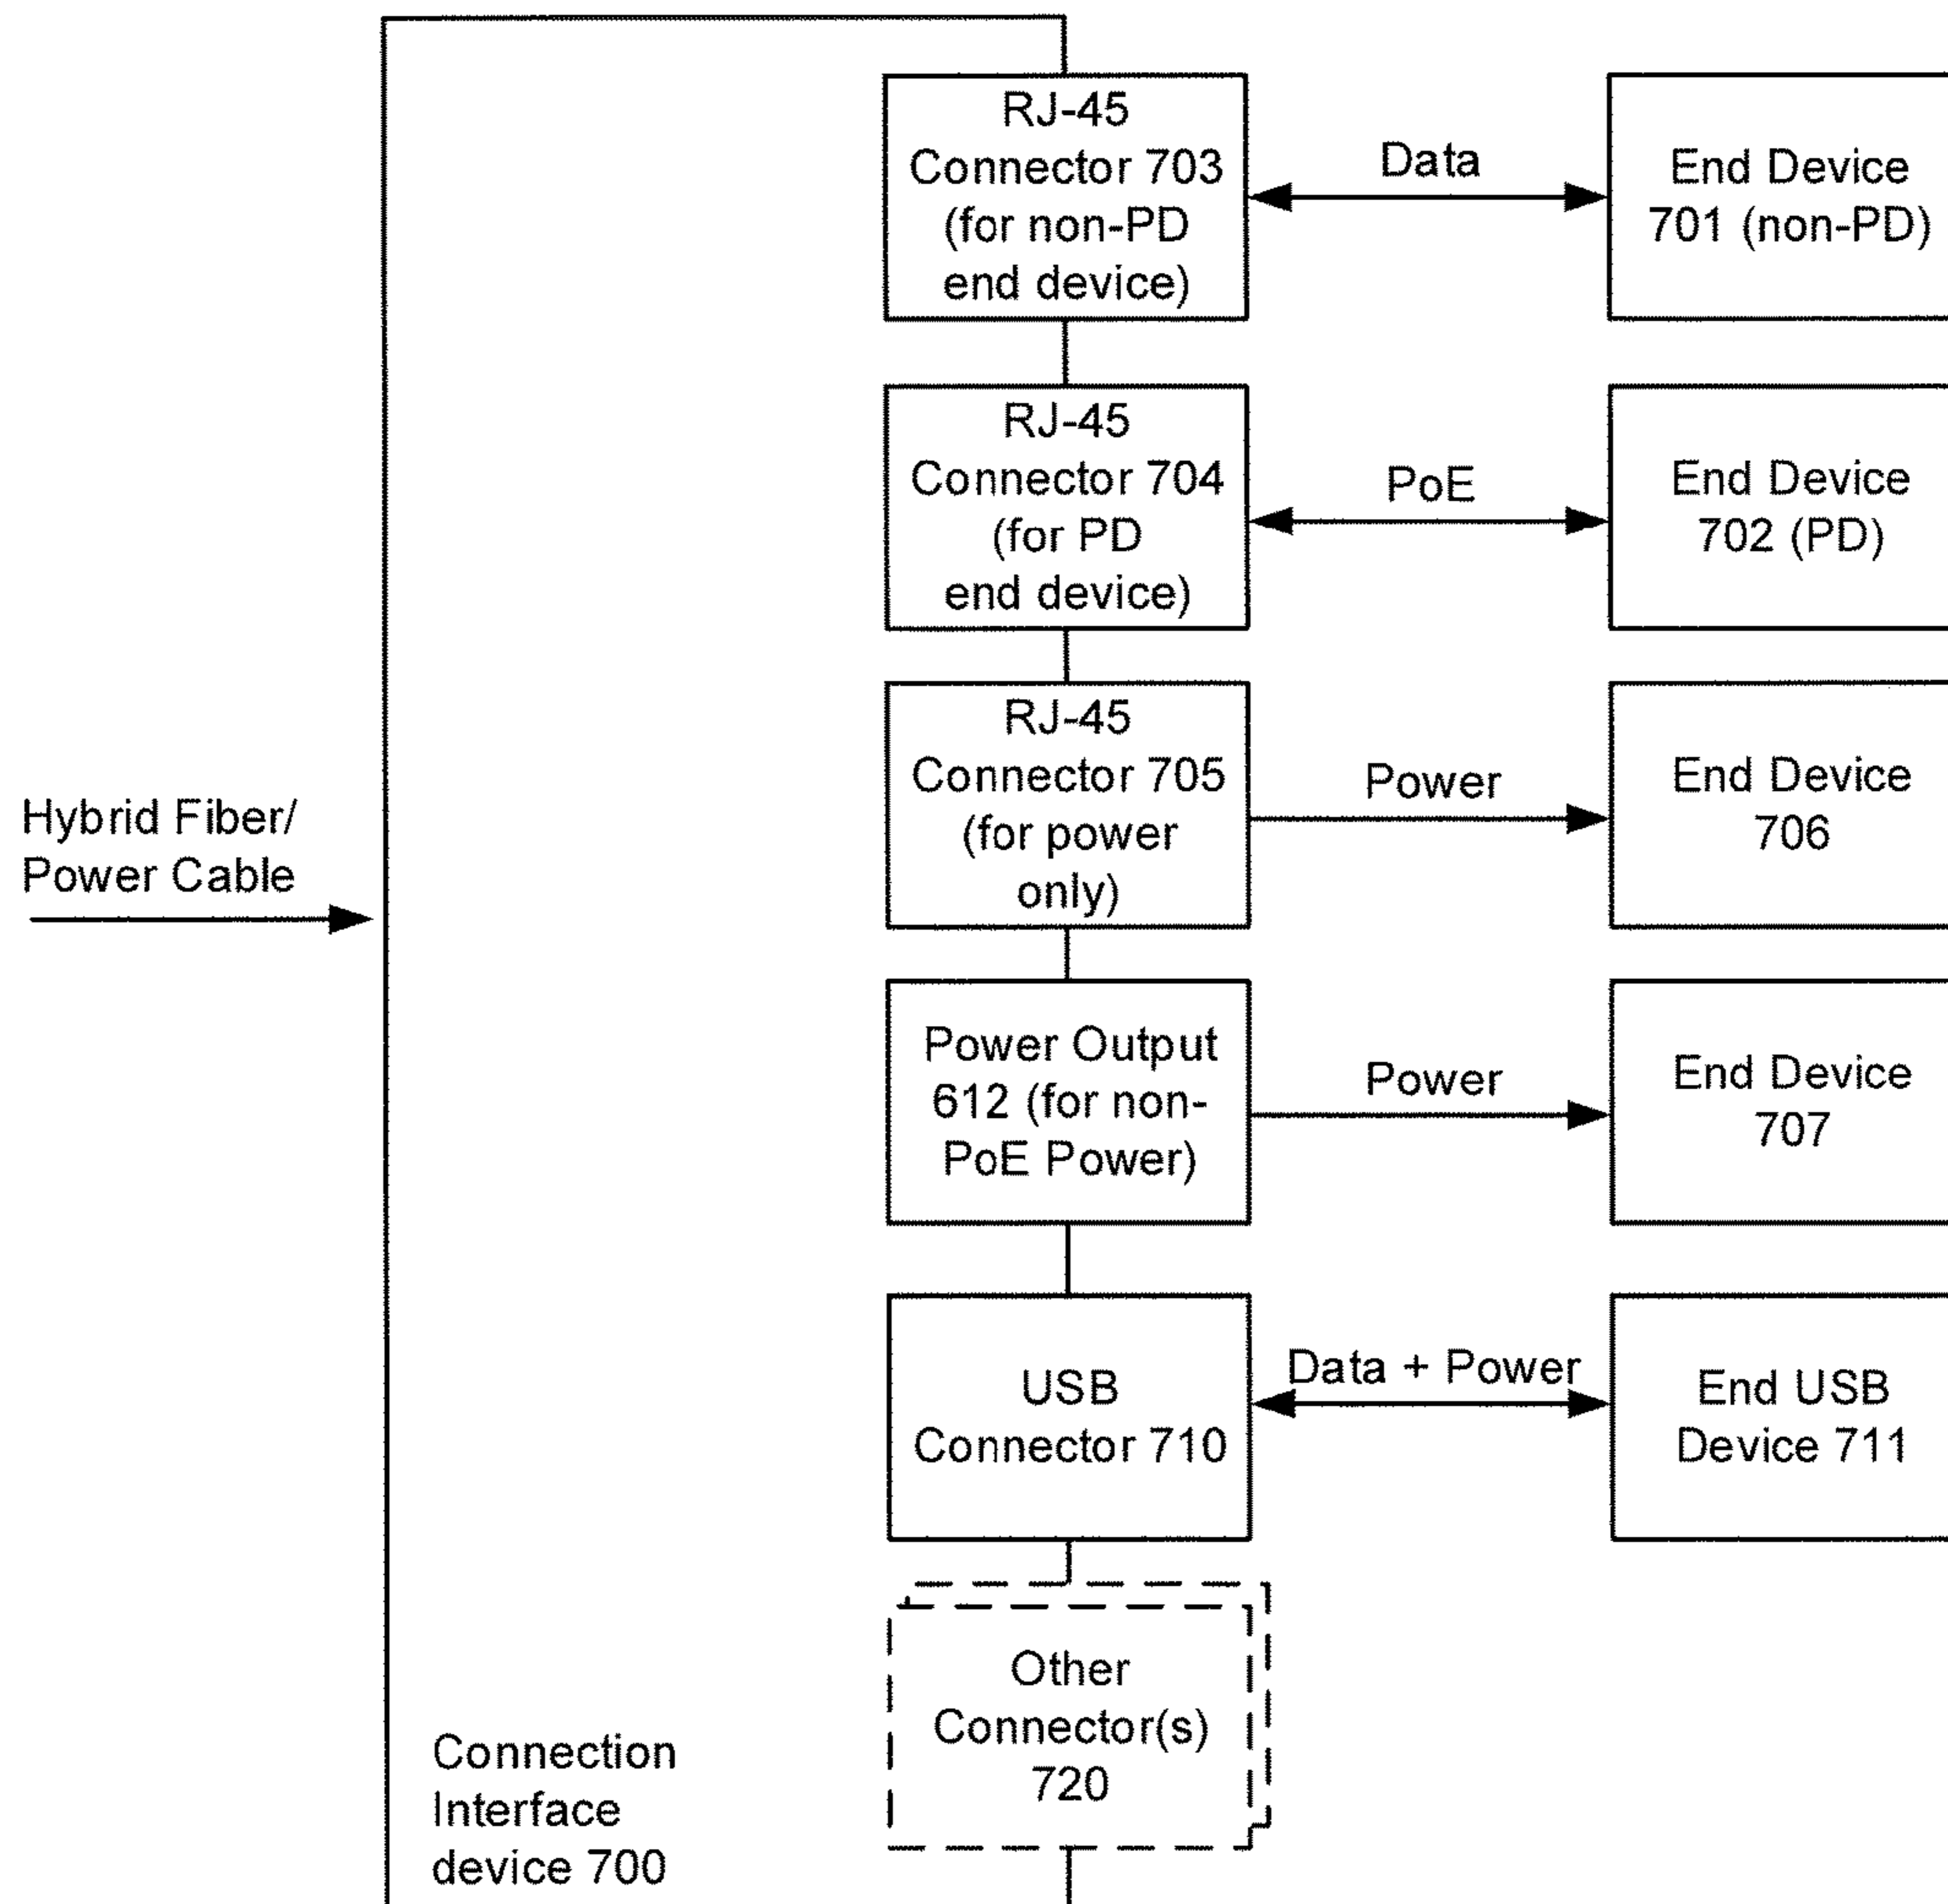 RJ-45
Connector 703
(for non-PD
end device)
Data
End Device
701 (non-PD)
RJ-45
Connector 704
(for PD
end device)
PoE
End Device
702 (PD)
RJ-45
Connector 705
(for power
only)
Power
End Device
706
Hybrid Fiber/
Power Cable
Power Output
612 (for non-
PoE Power)
Power
End Device
707
USB
Connector 710
Data + Power
End USB
Device 711
Other
Connector(s)
720
Connection
Interface
device 700